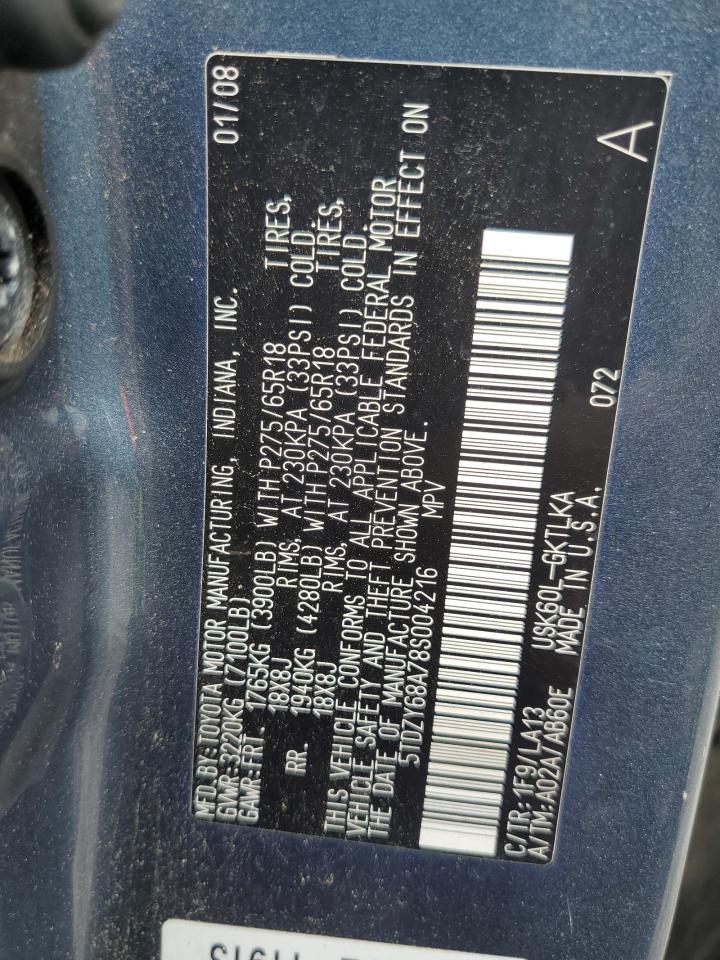 MFD.BY:TOYOTA MOTOR MANUFACTURING, INDIANA, INC. 01/08
GVWR:3220KG(7100LB)
GAWR:FRT. 1765KG (3900LB) WITH P275/65R18 TIRES,
18X8J RIMS, AT 230KPA (33PSI) COLD.
RR. 1940KG (4280LB) WITH P275/65R18 TIRES,
18X8J RIMS, AT 230KPA (33PSI) COLD.
THIS VEHICLE CONFORMS TO ALL APPLICABLE FEDERAL MOTOR
VEHICLE SAFETY AND THEFT PREVENTION STANDARDS IN EFFECT ON
THE DATE OF MANUFACTURE SHOWN ABOVE.
5TDZY68A78S004216 MPV
C/TR: 1F9/LA13 USK60L-GKTLKA 072
A/TM:A02A/AB60E MADE IN U.S.A.
A